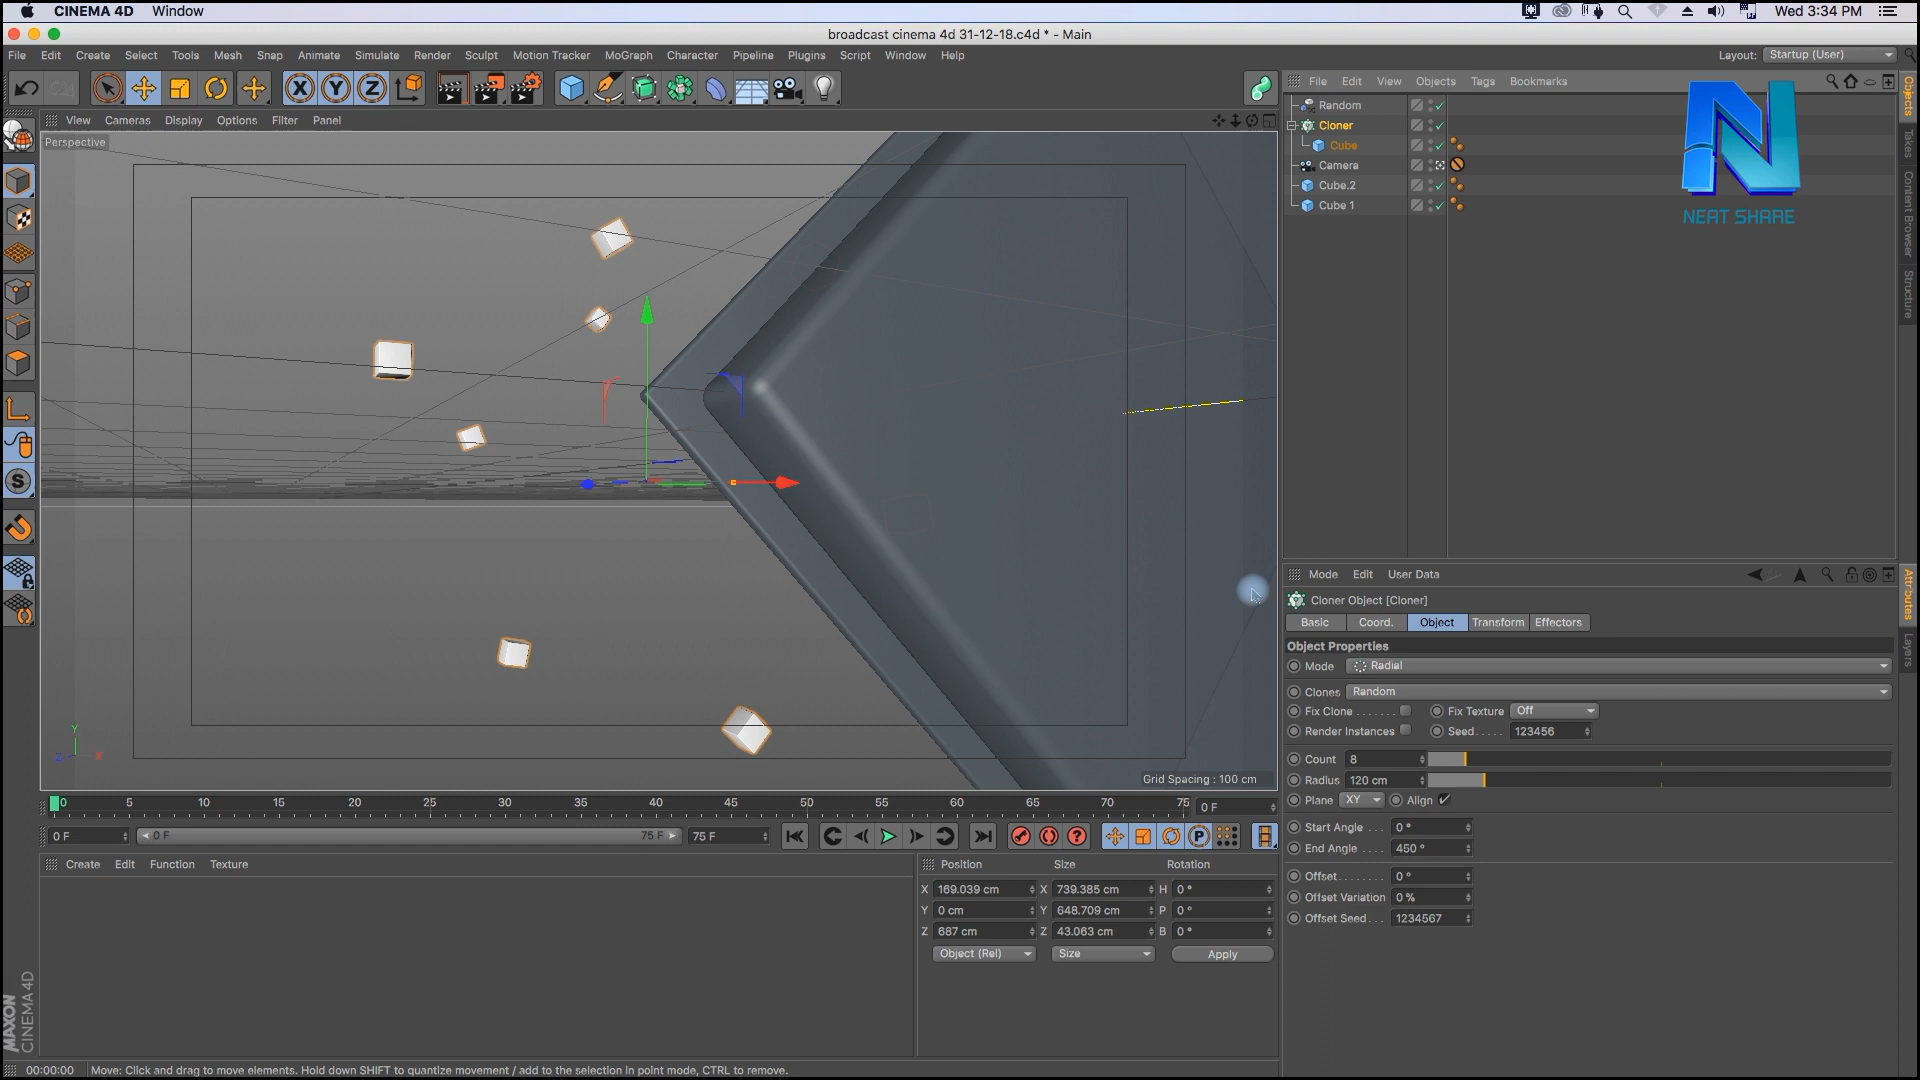 CINEMA 4D Window
Wed 3:34 PM
broadcast cinema 4d 31-12-18.c4d * - Main
File Edit Create Select Tools Mesh Snap Animate Simulate Render Sculpt Motion Tracker MoGraph Character Pipeline Plugins Script Window Help
Layout: Startup (User)
X Y Z
File Edit View Objects Tags Bookmarks
View Cameras Display Options Filter Panel
Perspective
Random
Cloner
Cube
Camera
Cube.2
Cube 1
NEAT SHARE
Objects
Takes
Content Browser
Structure
Mode Edit User Data
Attributes
Layers
Cloner Object [Cloner]
Basic Coord. Object Transform Effectors
Object Properties
Mode Radial
Clones Random
Fix Clone Fix Texture Off
Render Instances Seed 123456
Count 8
Radius 120 cm
Plane XY Align
Start Angle 0 °
End Angle 450 °
Offset 0 °
Offset Variation 0 %
Offset Seed 1234567
Y
Z X
Grid Spacing : 100 cm
0 5 10 15 20 25 30 35 40 45 50 55 60 65 70 75 0 F
0 F 0 F 75 F 75 F
Create Edit Function Texture
Position Size Rotation
X 169.039 cm X 739.385 cm H 0 °
Y 0 cm Y 648.709 cm P 0 °
Z 687 cm Z 43.063 cm B 0 °
Object (Rel) Size Apply
MAXON
CINEMA 4D
00:00:00 Move: Click and drag to move elements. Hold down SHIFT to quantize movement / add to the selection in point mode, CTRL to remove.